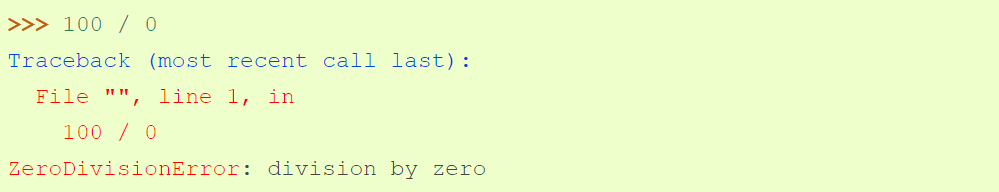 >>> 100 / 0
Traceback (most recent call last):
  File "", line 1, in
    100 / 0
ZeroDivisionError: division by zero